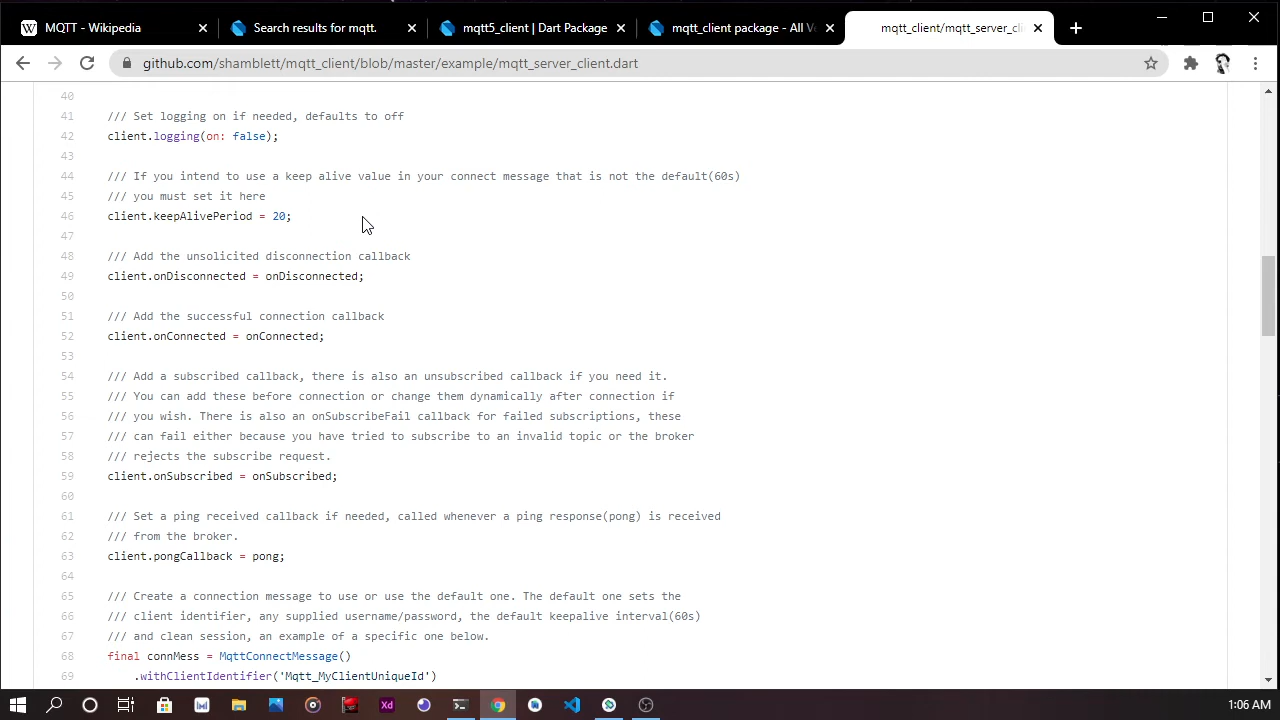 MQTT - Wikipedia
Search results for mqtt.
mqtt5_client | Dart Package
mqtt_client package - All V
mqtt_client/mqtt_server_cli
github.com/shamblett/mqtt_client/blob/master/example/mqtt_server_client.dart
40
41 /// Set logging on if needed, defaults to off
42 client.logging(on: false);
43
44 /// If you intend to use a keep alive value in your connect message that is not the default(60s)
45 /// you must set it here
46 client.keepAlivePeriod = 20;
47
48 /// Add the unsolicited disconnection callback
49 client.onDisconnected = onDisconnected;
50
51 /// Add the successful connection callback
52 client.onConnected = onConnected;
53
54 /// Add a subscribed callback, there is also an unsubscribed callback if you need it.
55 /// You can add these before connection or change them dynamically after connection if
56 /// you wish. There is also an onSubscribeFail callback for failed subscriptions, these
57 /// can fail either because you have tried to subscribe to an invalid topic or the broker
58 /// rejects the subscribe request.
59 client.onSubscribed = onSubscribed;
60
61 /// Set a ping received callback if needed, called whenever a ping response(pong) is received
62 /// from the broker.
63 client.pongCallback = pong;
64
65 /// Create a connection message to use or use the default one. The default one sets the
66 /// client identifier, any supplied username/password, the default keepalive interval(60s)
67 /// and clean session, an example of a specific one below.
68 final connMess = MqttConnectMessage()
69 .withClientIdentifier('Mqtt_MyClientUniqueId')
1:06 AM